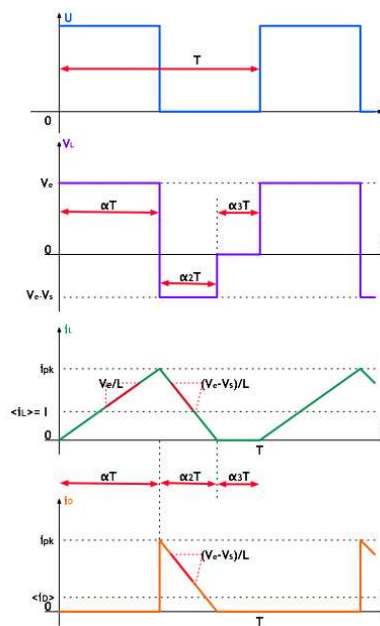 U
T
0
VL
Ve
αT
α3T
0
α2T
Ve-Vs
iL
ipk
Ve/L
(Ve-Vs)/L
<iL>= I
0
T
αT
α2T
α3T
iD
ipk
(Ve-Vs)/L
<iD>
0
T